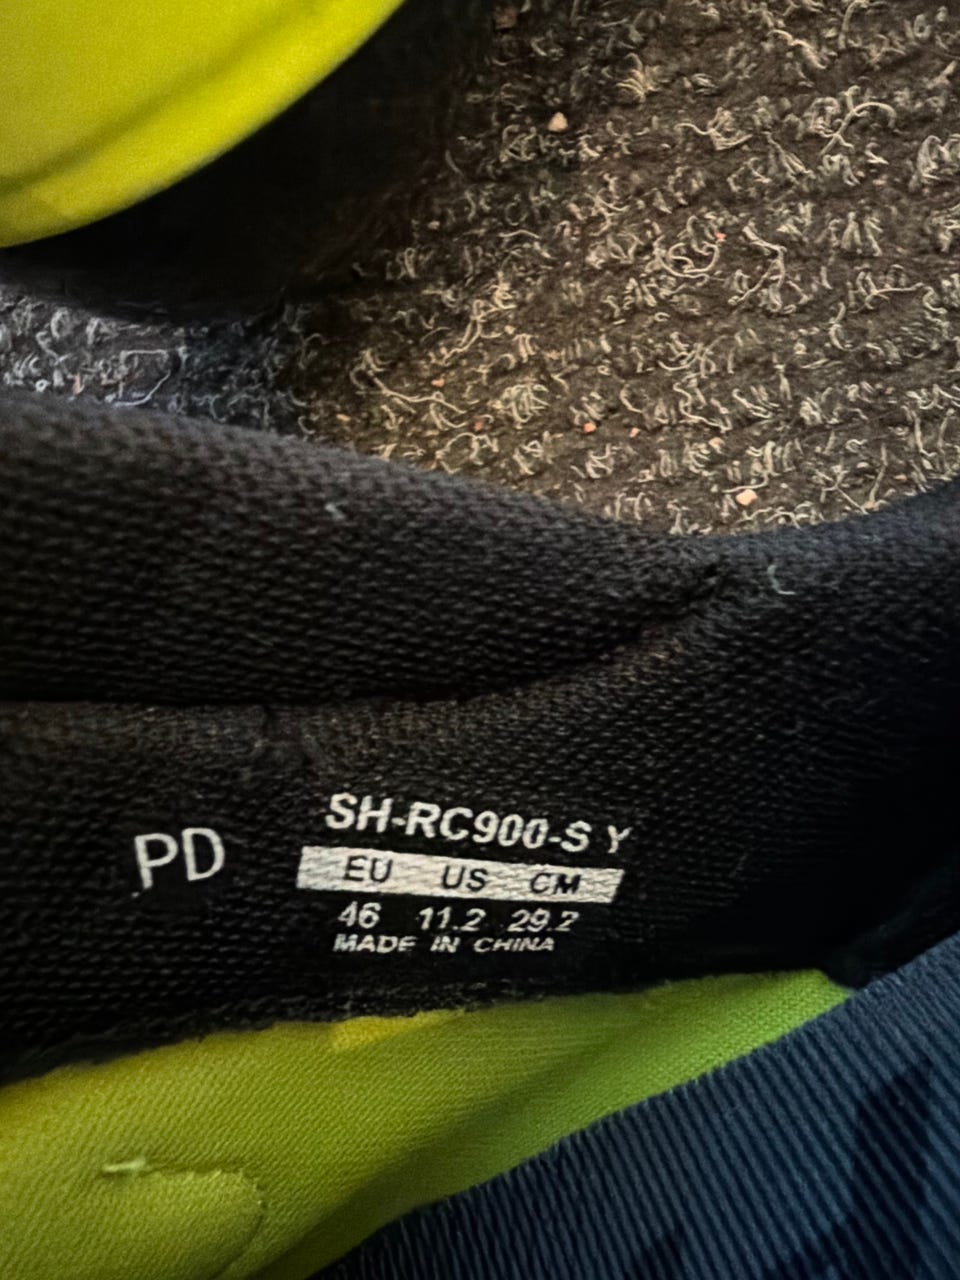 PD
SH-RC900-S Y
EU US CM
46 11.2 29.2
MADE IN CHINA